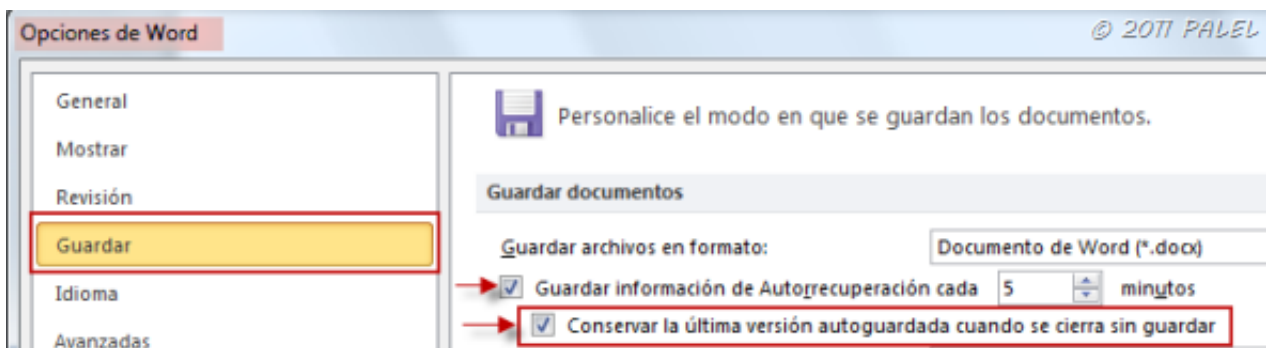 Opciones de Word
© 2011 PALEL
General
Mostrar
Revisión
Guardar
Idioma
Avanzadas
Personalice el modo en que se guardan los documentos.
Guardar documentos
Guardar archivos en formato: Documento de Word (*.docx)
Guardar información de Autorrecuperación cada 5 minutos
Conservar la última versión autoguardada cuando se cierra sin guardar